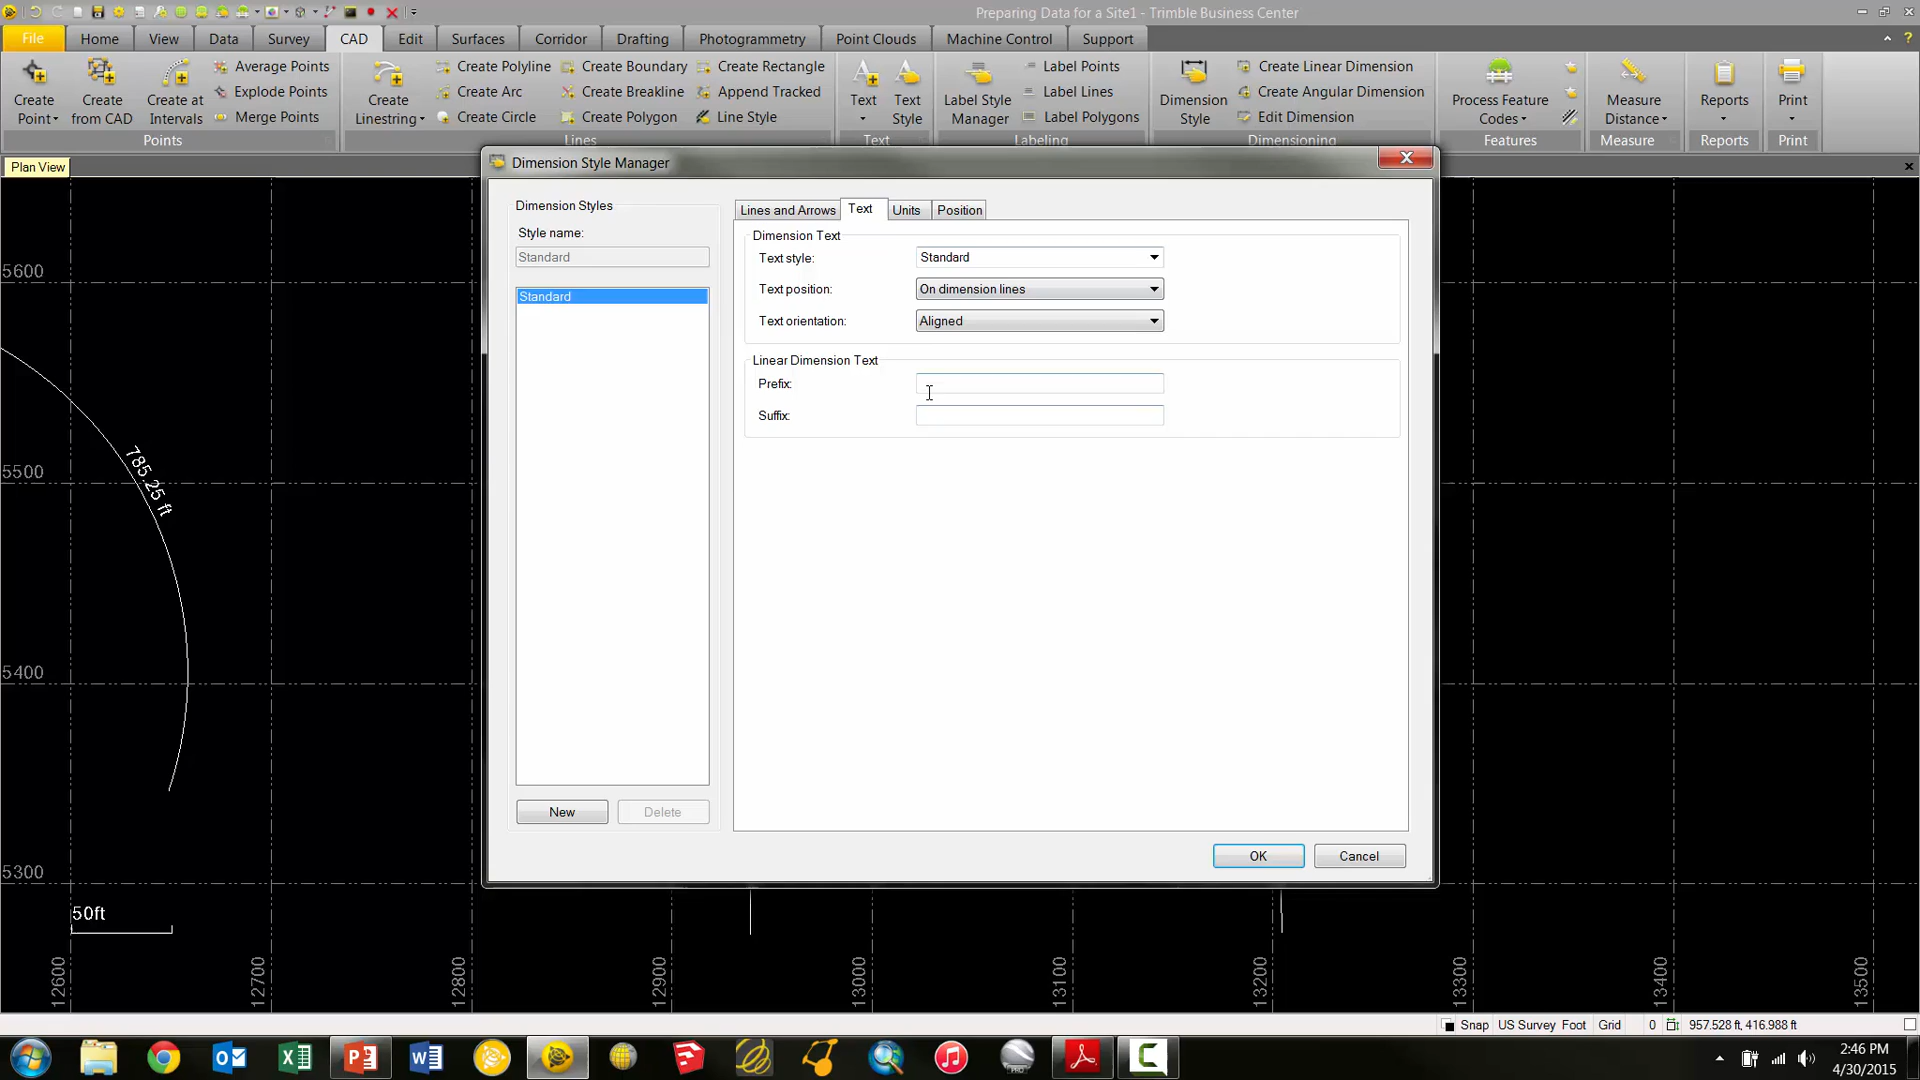 Preparing Data for a Site1 - Trimble Business Center
File Home View Data Survey CAD Edit Surfaces Corridor Drafting Photogrammetry Point Clouds Machine Control Support
Create Point
Create from CAD
Create at Intervals
Average Points
Explode Points
Merge Points
Points
Create Linestring
Create Polyline
Create Arc
Create Circle
Create Boundary
Create Breakline
Create Polygon
Create Rectangle
Append Tracked
Line Style
Lines
Text
Text Style
Text
Label Style Manager
Label Points
Label Lines
Label Polygons
Labeling
Dimension Style
Create Linear Dimension
Create Angular Dimension
Edit Dimension
Dimensioning
Process Feature Codes
Features
Measure Distance
Measure
Reports
Reports
Print
Print
Plan View
Dimension Style Manager
Dimension Styles
Style name:
Standard
Standard
New
Delete
Lines and Arrows Text Units Position
Dimension Text
Text style: Standard
Text position: On dimension lines
Text orientation: Aligned
Linear Dimension Text
Prefix:
Suffix:
OK
Cancel
5600
5500
5400
5300
785.25 ft
50ft
12600
12700
12800
12900
13000
13100
13200
13300
13400
13500
Snap US Survey Foot Grid 0 957.528 ft, 416.988 ft
PRO
2:46 PM
4/30/2015